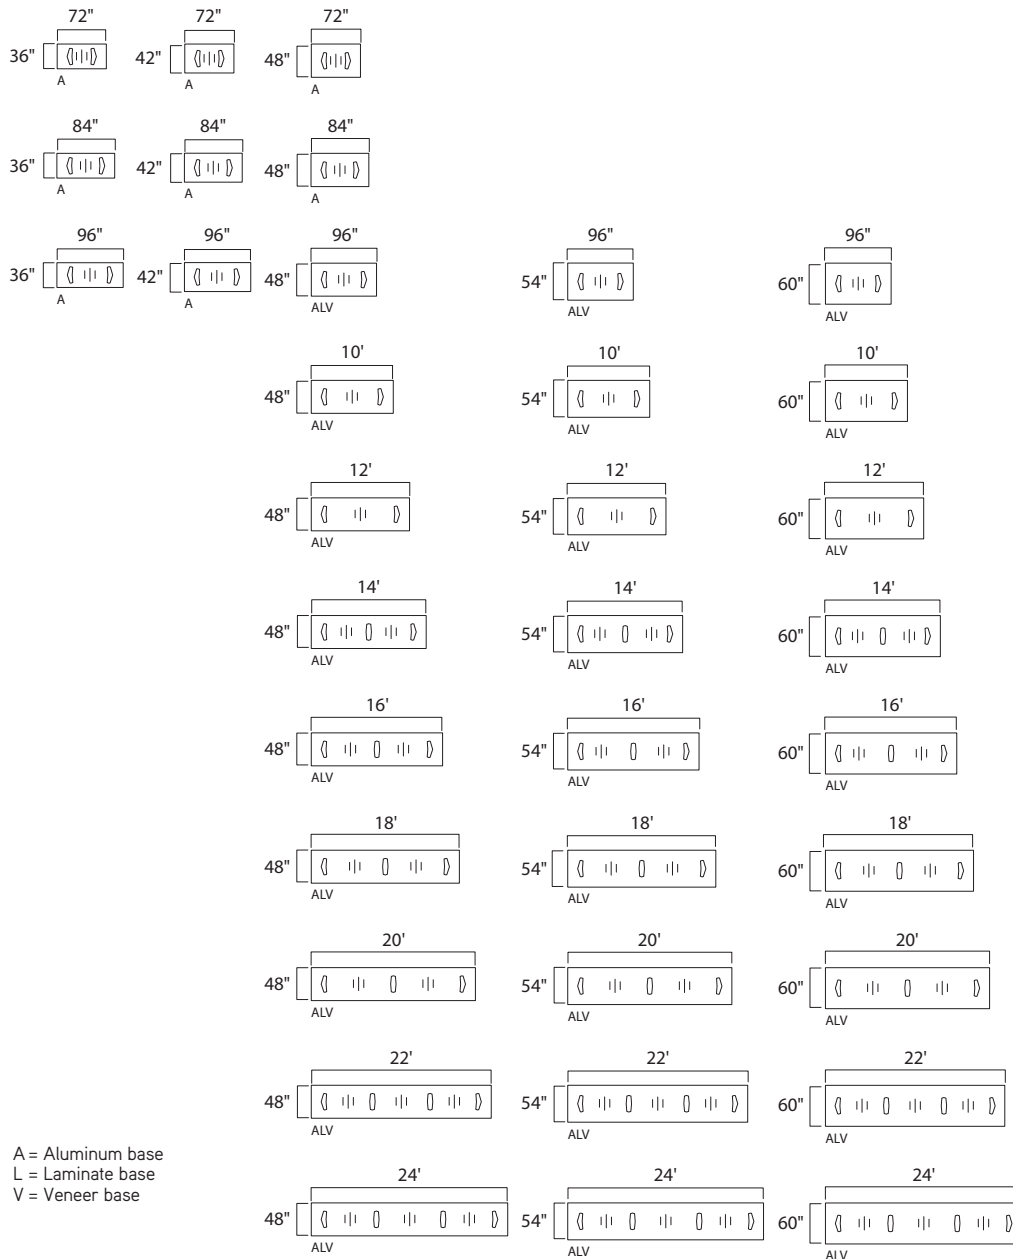 72" 72" 72"
36" 42" 48"
A A A
84" 84" 84"
36" 42" 48"
A A A
96" 96" 96" 96" 96"
36" 42" 48" 54" 60"
A A ALV ALV ALV
10' 10' 10'
48" 54" 60"
ALV ALV ALV
12' 12' 12'
48" 54" 60"
ALV ALV ALV
14' 14' 14'
48" 54" 60"
ALV ALV ALV
16' 16' 16'
48" 54" 60"
ALV ALV ALV
18' 18' 18'
48" 54" 60"
ALV ALV ALV
20' 20' 20'
48" 54" 60"
ALV ALV ALV
22' 22' 22'
48" 54" 60"
ALV ALV ALV
A = Aluminum base
L = Laminate base
V = Veneer base
24' 24' 24'
48" 54" 60"
ALV ALV ALV